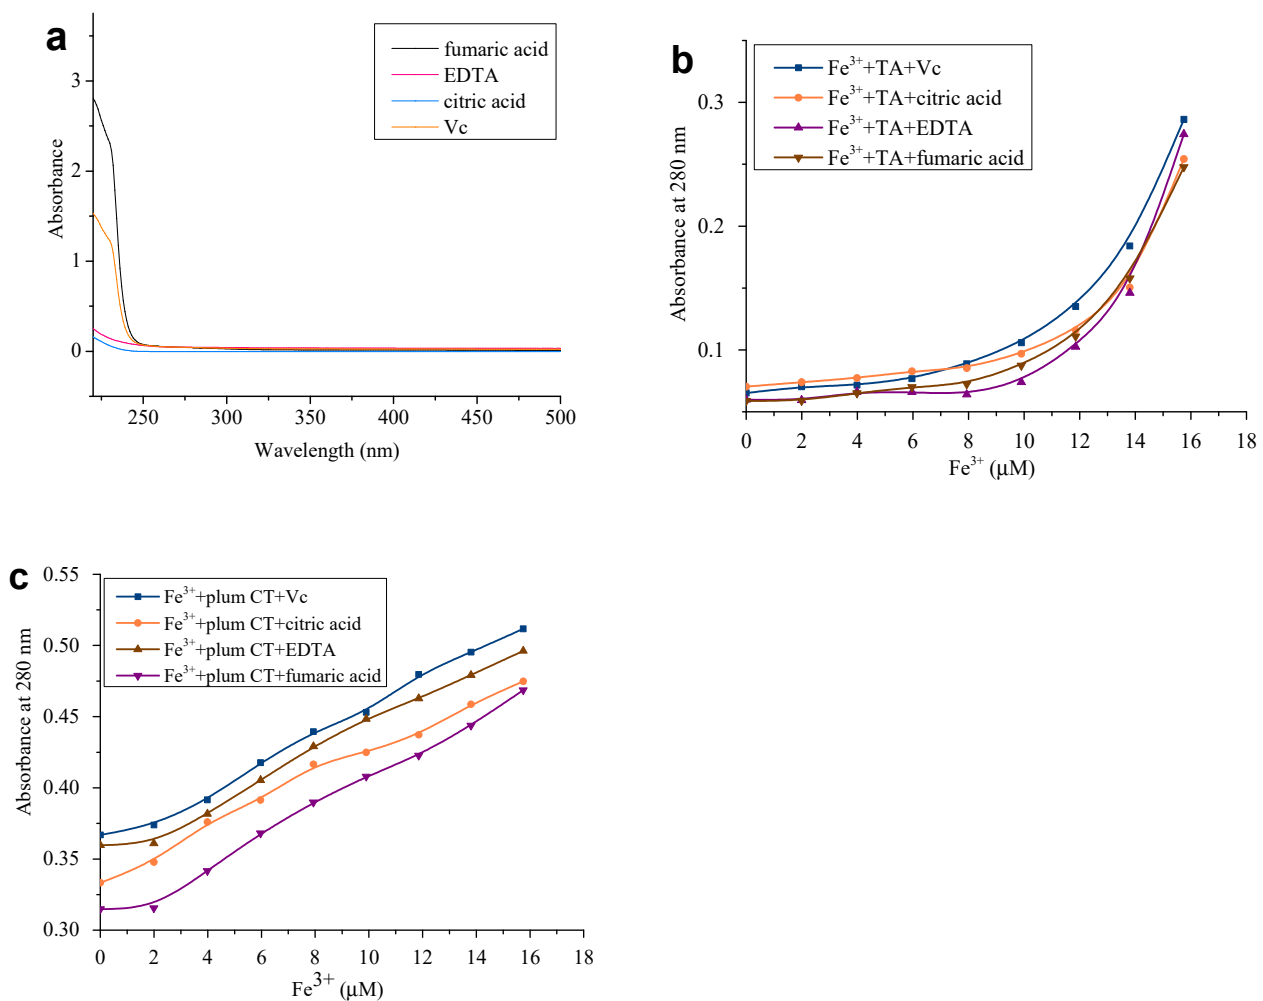 a
fumaric acid
EDTA
citric acid
Vc
3
2
1
0
Absorbance
250 300 350 400 450 500
Wavelength (nm)
b
Fe³⁺+TA+Vc
Fe³⁺+TA+citric acid
Fe³⁺+TA+EDTA
Fe³⁺+TA+fumaric acid
0.3
0.2
0.1
Absorbance at 280 nm
0 2 4 6 8 10 12 14 16 18
Fe³⁺ (μM)
c
Fe³⁺+plum CT+Vc
Fe³⁺+plum CT+citric acid
Fe³⁺+plum CT+EDTA
Fe³⁺+plum CT+fumaric acid
0.55
0.50
0.45
0.40
0.35
0.30
Absorbance at 280 nm
0 2 4 6 8 10 12 14 16 18
Fe³⁺ (μM)